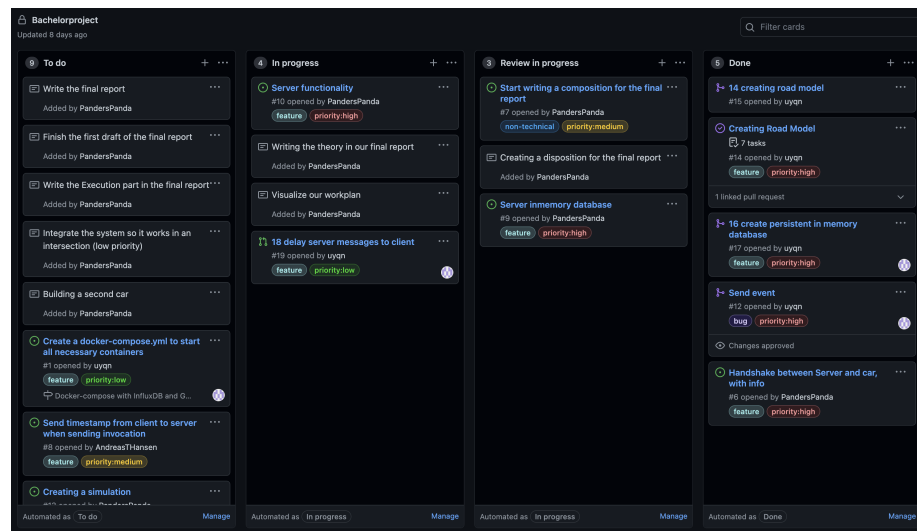 Bachelorproject
Updated 8 days ago
Filter cards
9 To do
Write the final report
Added by PandersPanda
Finish the first draft of the final report
Added by PandersPanda
Write the Execution part in the final report
Added by PandersPanda
Integrate the system so it works in an
intersection (low priority)
Added by PandersPanda
Building a second car
Added by PandersPanda
Create a docker-compose.yml to start
all necessary containers
#1 opened by uyqn
feature priority:low
Docker-compose with InfluxDB and G...
Send timestamp from client to server
when sending invocation
#8 opened by AndreasTHansen
feature priority:medium
Creating a simulation
Automated as To do Manage
4 In progress
Server functionality
#10 opened by PandersPanda
feature priority:high
Writing the theory in our final report
Added by PandersPanda
Visualize our workplan
Added by PandersPanda
18 delay server messages to client
#19 opened by uyqn
feature priority:low
Automated as In progress Manage
3 Review in progress
Start writing a composition for the final
report
#7 opened by PandersPanda
non-technical priority:medium
Creating a disposition for the final report
Added by PandersPanda
Server inmemory database
#9 opened by PandersPanda
feature priority:high
Automated as In progress Manage
5 Done
14 creating road model
#15 opened by uyqn
Creating Road Model
7 tasks
#14 opened by uyqn
feature priority:high
1 linked pull request
16 create persistent in memory
database
#17 opened by uyqn
feature priority:high
Send event
#12 opened by uyqn
bug priority:high
Changes approved
Handshake between Server and car,
with info
#6 opened by PandersPanda
feature priority:high
Automated as Done Manage